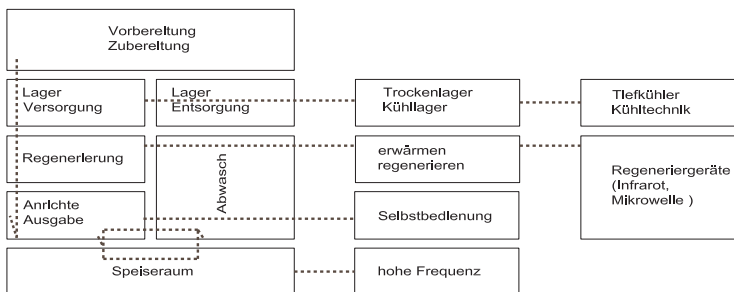 Vorbereitung
Zubereitung
Lager
Versorgung
Lager
Entsorgung
Trockenlager
Kühllager
Tiefkühler
Kühltechnik
Regenerierung
Abwasch
erwärmen
regenerieren
Regeneriergeräte
(Infrarot,
Mikrowelle )
Anrichte
Ausgabe
Selbstbedienung
Speiseraum
hohe Frequenz